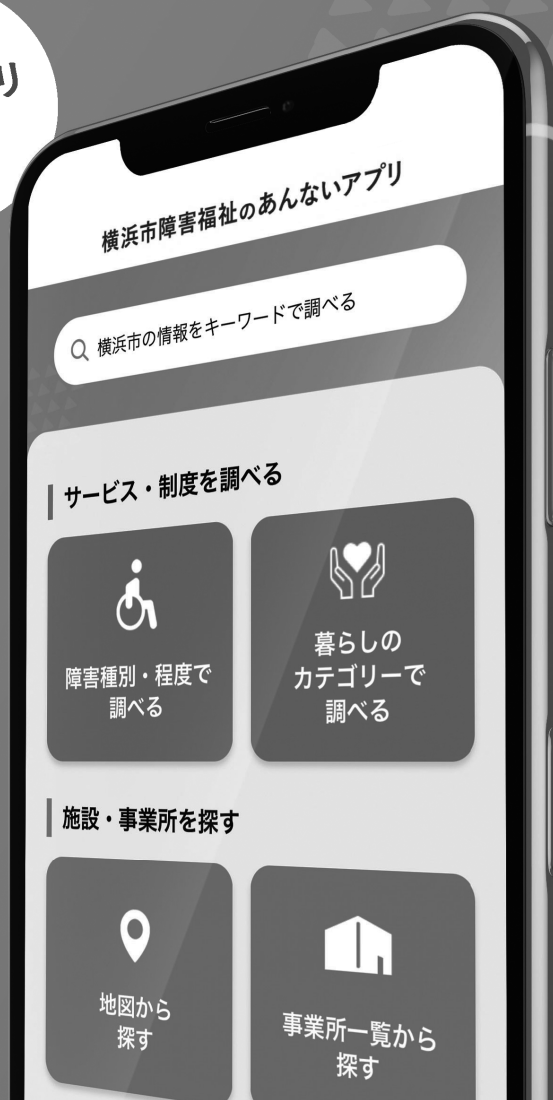 リ
横浜市障害福祉のあんないアプリ
横浜市の情報をキーワードで調べる
サービス・制度を調べる
障害種別・程度で
調べる
暮らしの
カテゴリーで
調べる
施設・事業所を探す
地図から
探す
事業所一覧から
探す